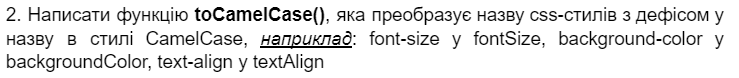 2. Написати функцію toCamelCase(), яка преобразує назву css-стилів з дефісом у
назву в стилі CamelCase, наприклад: font-size у fontSize, background-color у
backgroundColor, text-align у textAlign